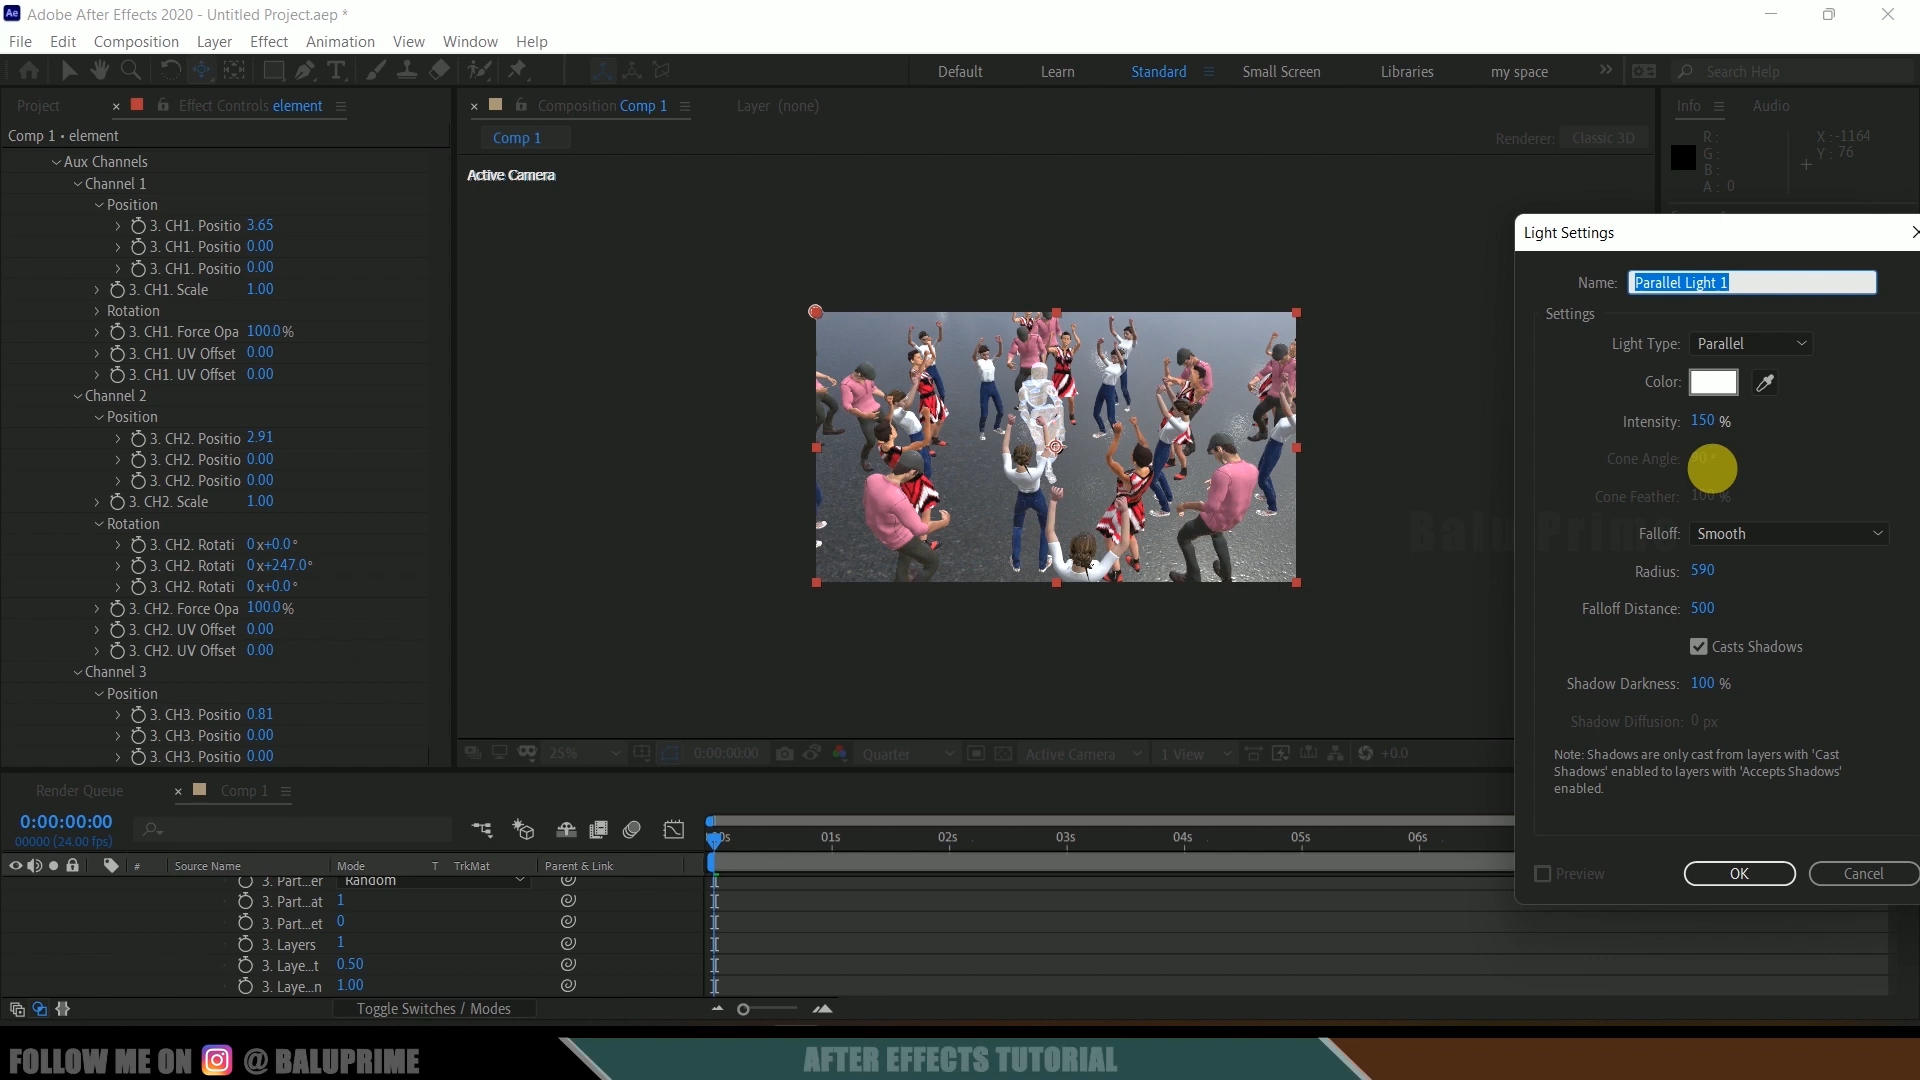 Adobe After Effects 2020 - Untitled Project.aep *
File Edit Composition Layer Effect Animation View Window Help
Default Learn Standard Small Screen Libraries my space Search Help
Project Effect Controls element
Composition Comp 1 Layer (none)
Info Audio
Comp 1 • element
Comp 1
Renderer: Classic 3D
R:
G:
B:
A: 0
X: -1164
Y: 76
Active Camera
Aux Channels
Channel 1
Position
3. CH1. Positio 3.65
3. CH1. Positio 0.00
3. CH1. Positio 0.00
3. CH1. Scale 1.00
Rotation
3. CH1. Force Opa 100.0%
3. CH1. UV Offset 0.00
3. CH1. UV Offset 0.00
Channel 2
Position
3. CH2. Positio 2.91
3. CH2. Positio 0.00
3. CH2. Positio 0.00
3. CH2. Scale 1.00
Rotation
3. CH2. Rotati 0x+0.0°
3. CH2. Rotati 0x+247.0°
3. CH2. Rotati 0x+0.0°
3. CH2. Force Opa 100.0%
3. CH2. UV Offset 0.00
3. CH2. UV Offset 0.00
Channel 3
Position
3. CH3. Positio 0.81
3. CH3. Positio 0.00
3. CH3. Positio 0.00
Light Settings
Name: Parallel Light 1
Settings
Light Type: Parallel
Color:
Intensity: 150 %
Cone Angle: 90 °
Cone Feather: 100 %
BaluPrime
Falloff: Smooth
Radius: 590
Falloff Distance: 500
Casts Shadows
Shadow Darkness: 100 %
Shadow Diffusion: 0 px
Note: Shadows are only cast from layers with 'Cast
Shadows' enabled to layers with 'Accepts Shadows'
enabled.
Preview OK Cancel
25% 0:00:00:00 Quarter Active Camera 1 View +0.0
Render Queue Comp 1
0:00:00:00
00000 (24.00 fps)
01s 02s 03s 04s 05s 06s
# Source Name Mode T TrkMat Parent & Link
3. Part...er Random
3. Part...at 1
3. Part...et 0
3. Layers 1
3. Laye...t 0.50
3. Laye...n 1.00
Toggle Switches / Modes
FOLLOW ME ON @ BALUPRIME
AFTER EFFECTS TUTORIAL